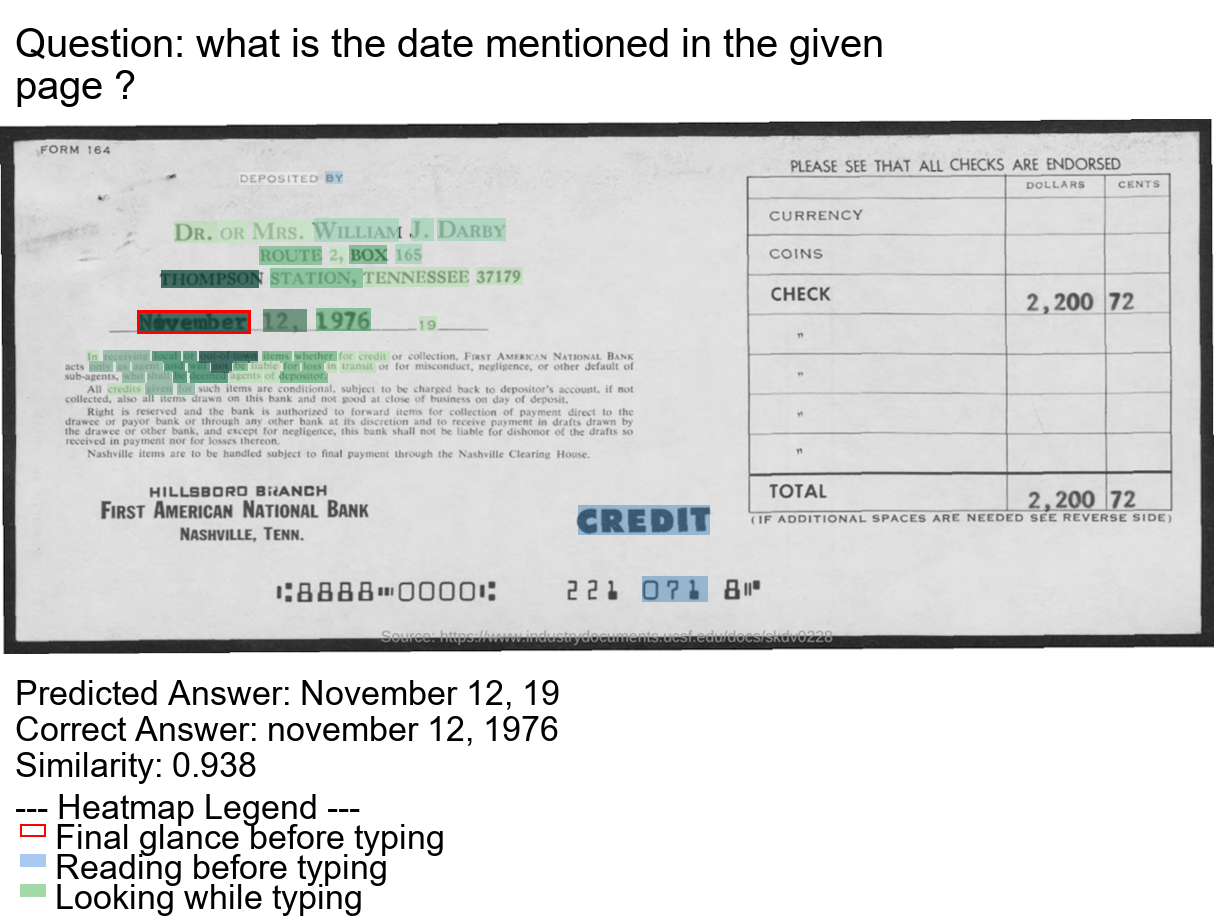 Question: what is the date mentioned in the given
page ?
FORM 164
DEPOSITED BY
DR. OR MRS. WILLIAM J. DARBY
ROUTE 2, BOX 165
THOMPSON STATION, TENNESSEE 37179
November 12, 1976 19
In receiving local or out-of-town items whether for credit or collection, FIRST AMERICAN NATIONAL BANK
acts only as agent and will not be liable for loss in transit or for misconduct, negligence, or other default of
sub-agents, who shall be deemed agents of depositor.
All credits given for such items are conditional, subject to be charged back to depositor's account, if not
collected, also all items drawn on this bank and not good at close of business on day of deposit.
Right is reserved and the bank is authorized to forward items for collection of payment direct to the
drawee or payor bank or through any other bank at its discretion and to receive payment in drafts drawn by
the drawee or other bank, and except for negligence, this bank shall not be liable for dishonor of the drafts so
received in payment nor for losses thereon.
Nashville items are to be handled subject to final payment through the Nashville Clearing House.
HILLSBORO BRANCH
FIRST AMERICAN NATIONAL BANK
NASHVILLE, TENN.
CREDIT
PLEASE SEE THAT ALL CHECKS ARE ENDORSED
DOLLARS CENTS
CURRENCY
COINS
CHECK 2,200 72
"
"
"
"
TOTAL 2,200 72
(IF ADDITIONAL SPACES ARE NEEDED SEE REVERSE SIDE)
⑆8888⑉0000⑆ 221 071 8⑈
Source: https://www.industrydocuments.ucsf.edu/docs/skdv0228
Predicted Answer: November 12, 19
Correct Answer: november 12, 1976
Similarity: 0.938
--- Heatmap Legend ---
Final glance before typing
Reading before typing
Looking while typing